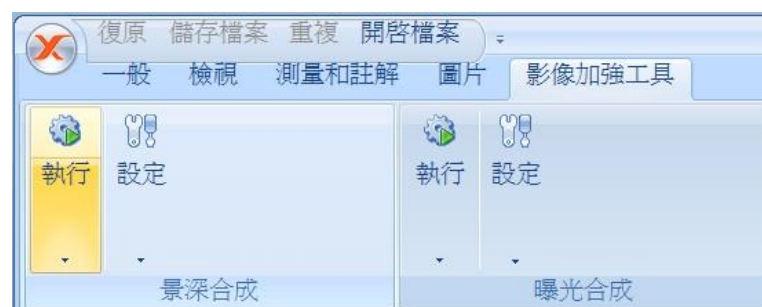 復原 儲存檔案 重複 開啓檔案
一般 檢視 測量和註解 圖片 影像加強工具
執行 設定 執行 設定
景深合成 曝光合成